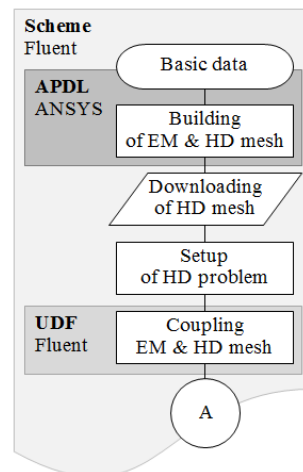 Scheme
Fluent
Basic data
APDL
ANSYS
Building
of EM & HD mesh
Downloading
of HD mesh
Setup
of HD problem
UDF
Fluent
Coupling
EM & HD mesh
A